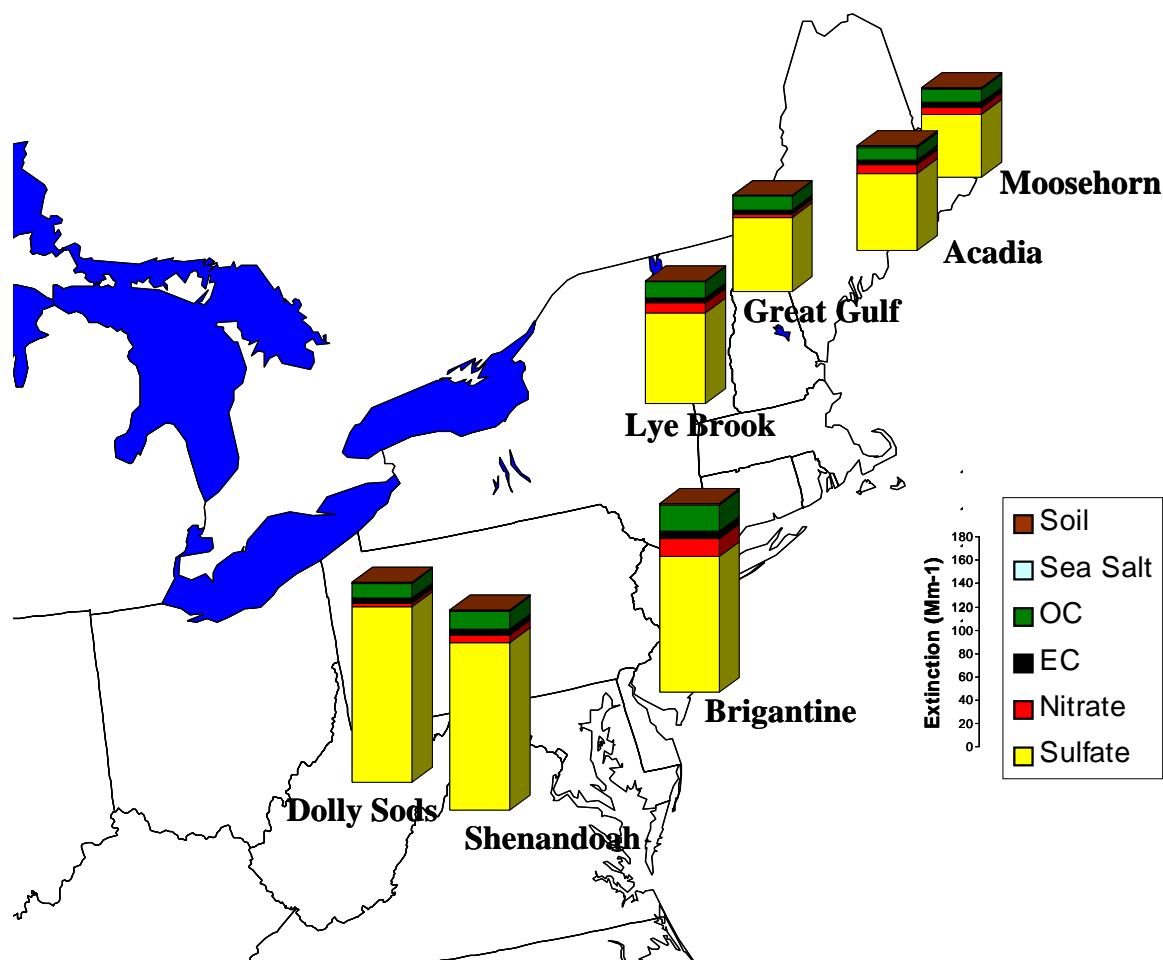 Moosehorn
Acadia
Great Gulf
Lye Brook
Brigantine
Dolly Sods
Shenandoah
Extinction (Mm-1)
180
160
140
120
100
80
60
40
20
0
Soil
Sea Salt
OC
EC
Nitrate
Sulfate